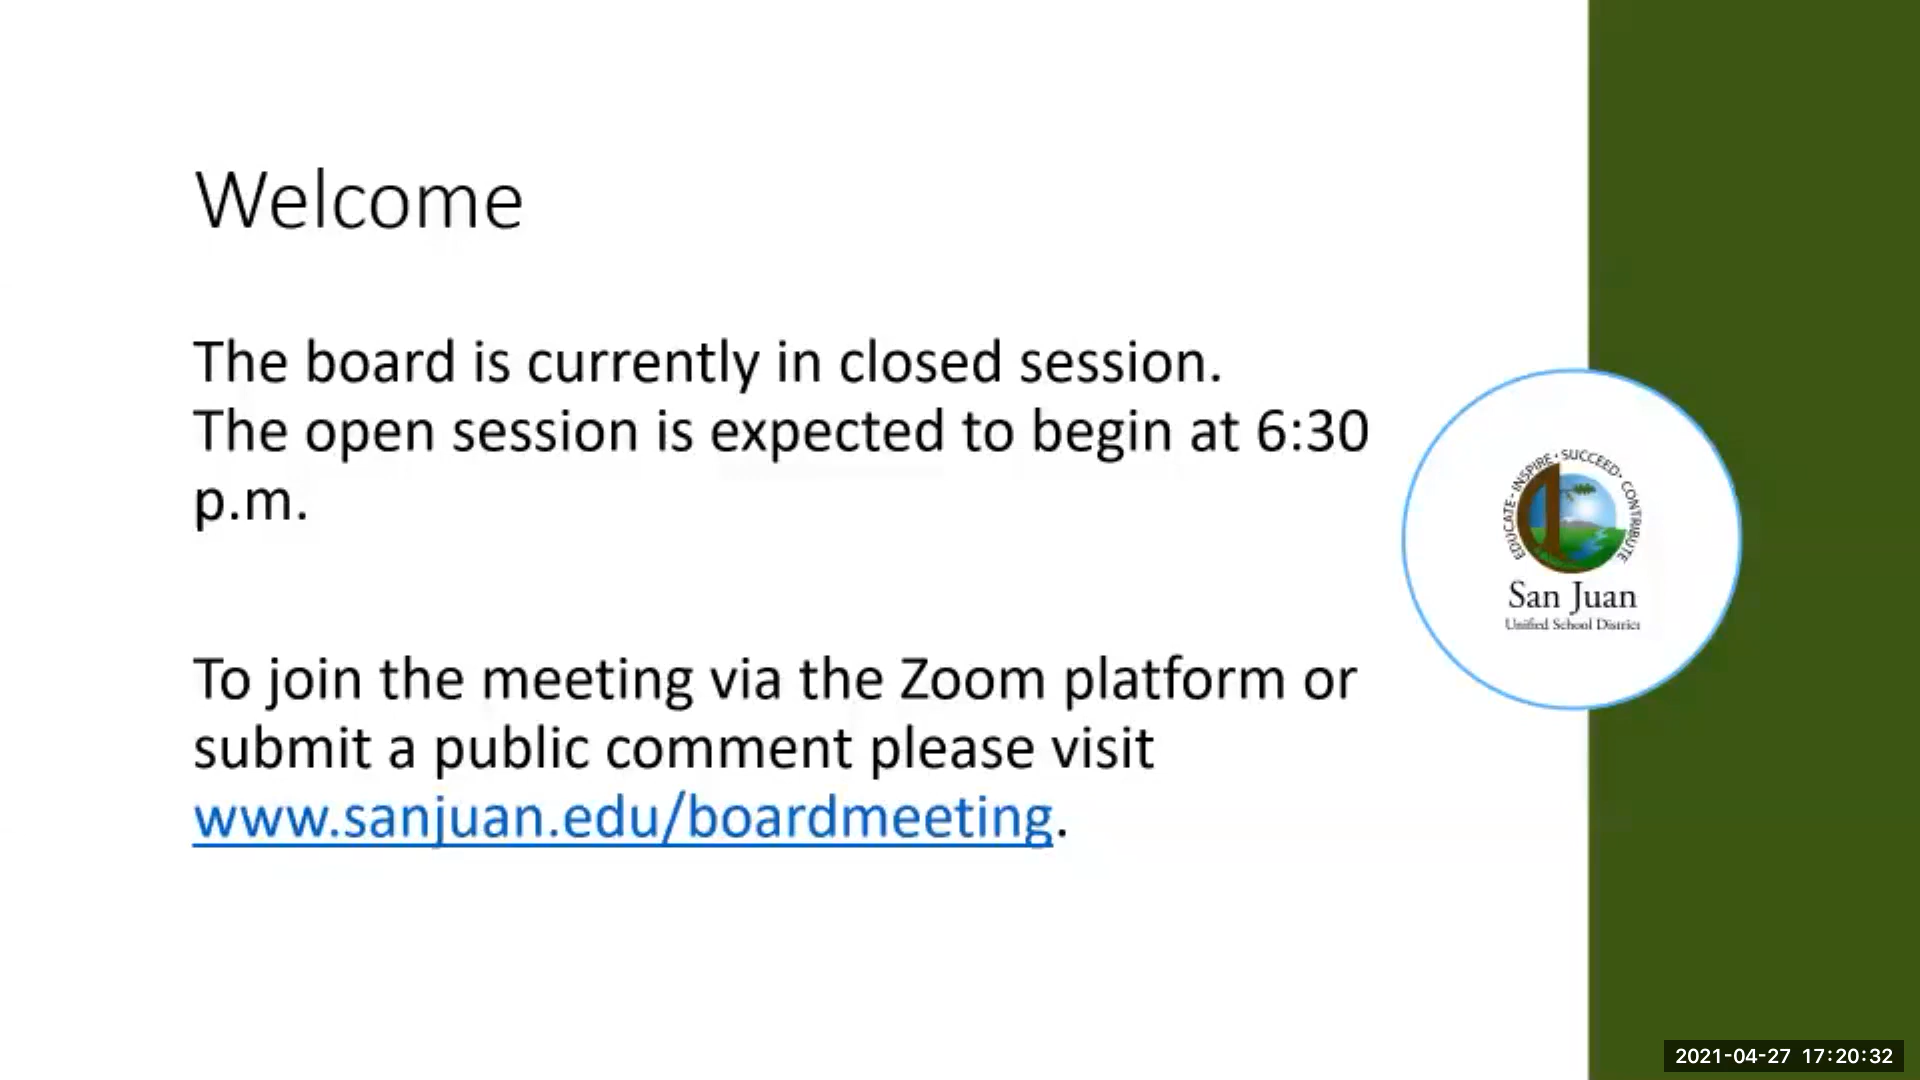 Welcome
The board is currently in closed session.
The open session is expected to begin at 6:30
p.m.
To join the meeting via the Zoom platform or
submit a public comment please visit
www.sanjuan.edu/boardmeeting.
EDUCATE · INSPIRE · SUCCEED · CONTRIBUTE
San Juan
Unified School District
2021-04-27 17:20:32